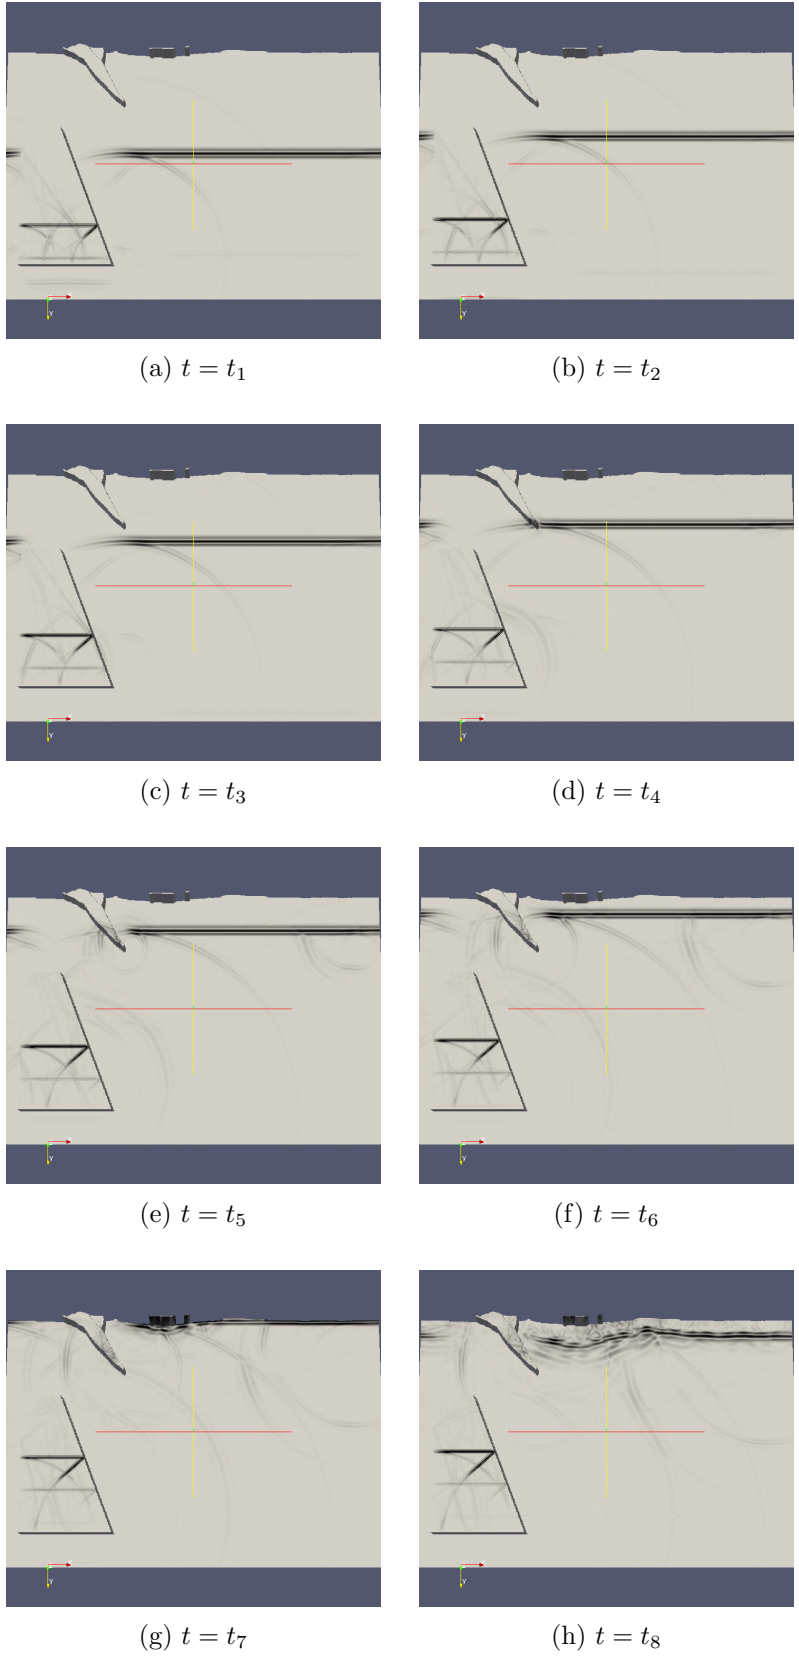 (a) t = t₁
(b) t = t₂
(c) t = t₃
(d) t = t₄
(e) t = t₅
(f) t = t₆
(g) t = t₇
(h) t = t₈